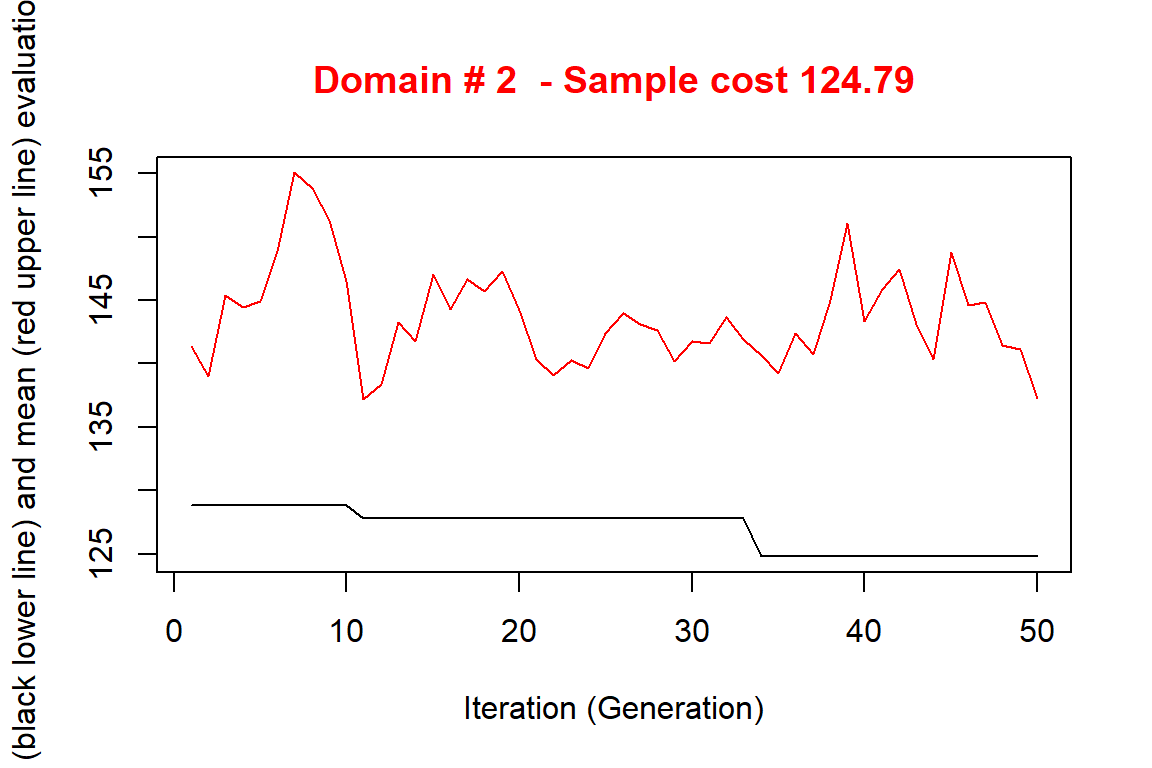 Domain # 2  - Sample cost 124.79
(black lower line) and mean (red upper line) evaluatio
155
145
135
125
0 10 20 30 40 50
Iteration (Generation)